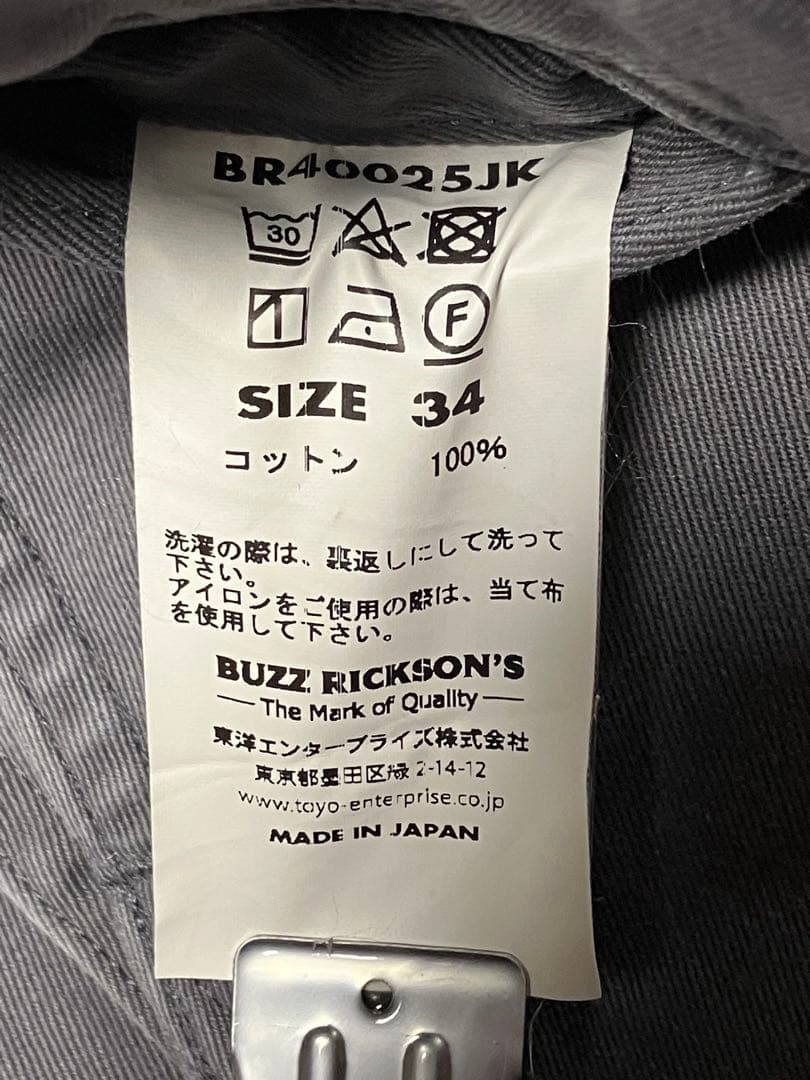 BR40025JK
30
F
SIZE 34
コットン 100%
洗濯の際は、裏返しにして洗って
下さい。
アイロンをご使用の際は、当て布
を使用して下さい。
BUZZ RICKSON'S
The Mark of Quality
東洋エンタープライズ株式会社
東京都墨田区緑 2-14-12
www.toyo-enterprise.co.jp
MADE IN JAPAN